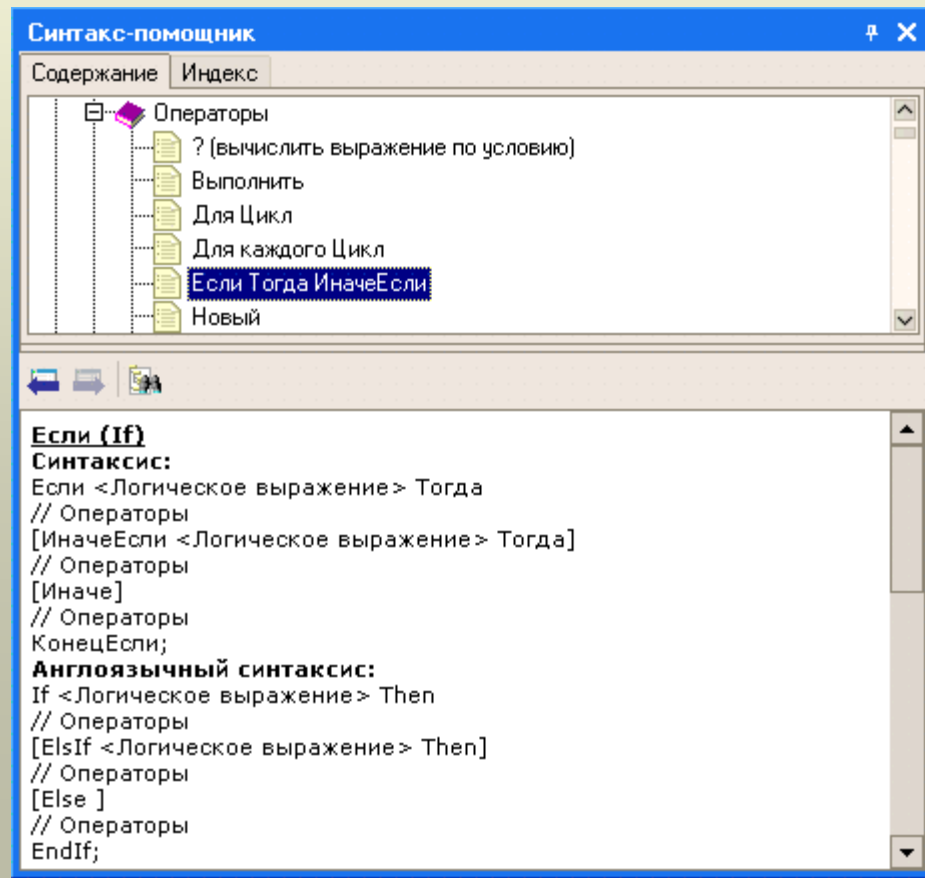 Синтакс-помощник
Содержание Индекс
Операторы
? (вычислить выражение по условию)
Выполнить
Для Цикл
Для каждого Цикл
Если Тогда ИначеЕсли
Новый
Если (If)
Синтаксис:
Если <Логическое выражение> Тогда
// Операторы
[ИначеЕсли <Логическое выражение> Тогда]
// Операторы
[Иначе]
// Операторы
КонецЕсли;
Англоязычный синтаксис:
If <Логическое выражение> Then
// Операторы
[ElsIf <Логическое выражение> Then]
// Операторы
[Else ]
// Операторы
EndIf;